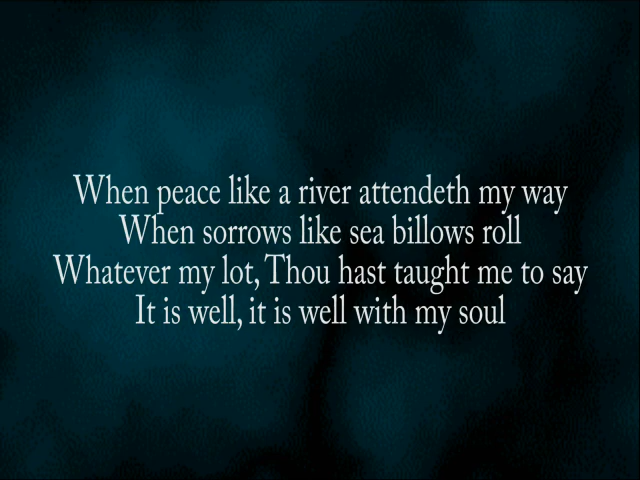 When peace like a river attendeth my way
When sorrows like sea billows roll
Whatever my lot, Thou hast taught me to say
It is well, it is well with my soul